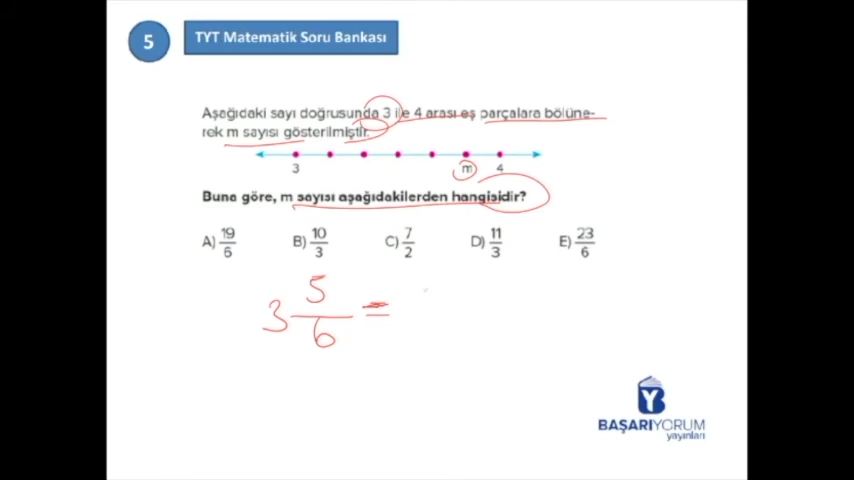 5
TYT Matematik Soru Bankası
Aşağıdaki sayı doğrusunda 3 ile 4 arası eş parçalara bölüne-
rek m sayısı gösterilmiştir.
3 m 4
Buna göre, m sayısı aşağıdakilerden hangisidir?
A) 19/6 B) 10/3 C) 7/2 D) 11/3 E) 23/6
3 5/6 =
BAŞARIYORUM
yayınları